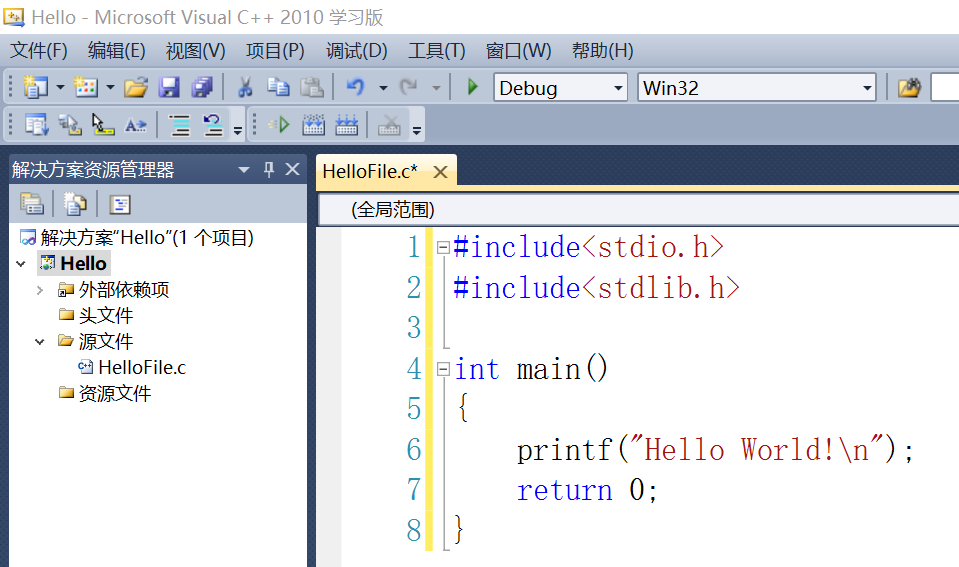 Hello - Microsoft Visual C++ 2010 学习版
文件(F) 编辑(E) 视图(V) 项目(P) 调试(D) 工具(T) 窗口(W) 帮助(H)
Debug Win32
解决方案资源管理器
HelloFile.c*
(全局范围)
解决方案“Hello”(1 个项目)
Hello
外部依赖项
头文件
源文件
HelloFile.c
资源文件
1 #include<stdio.h>
2 #include<stdlib.h>
3
4 int main()
5 {
6 printf("Hello World!\n");
7 return 0;
8 }